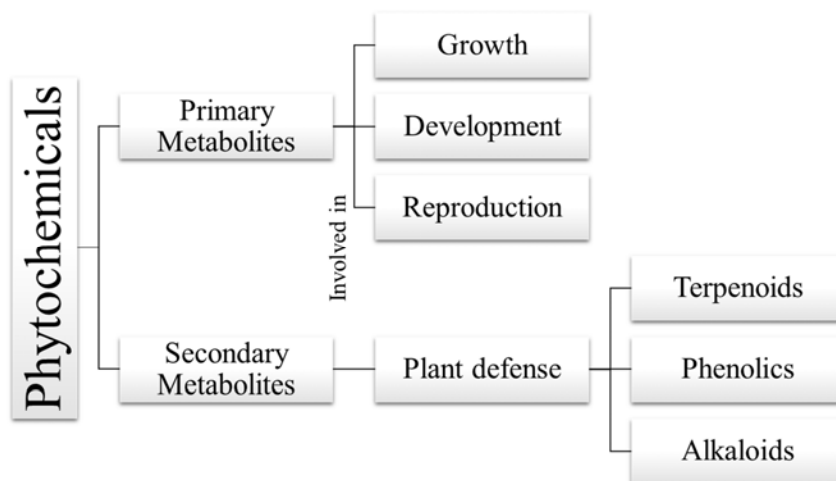 Phytochemicals
Primary
Metabolites
Growth
Development
Reproduction
Involved in
Secondary
Metabolites
Plant defense
Terpenoids
Phenolics
Alkaloids